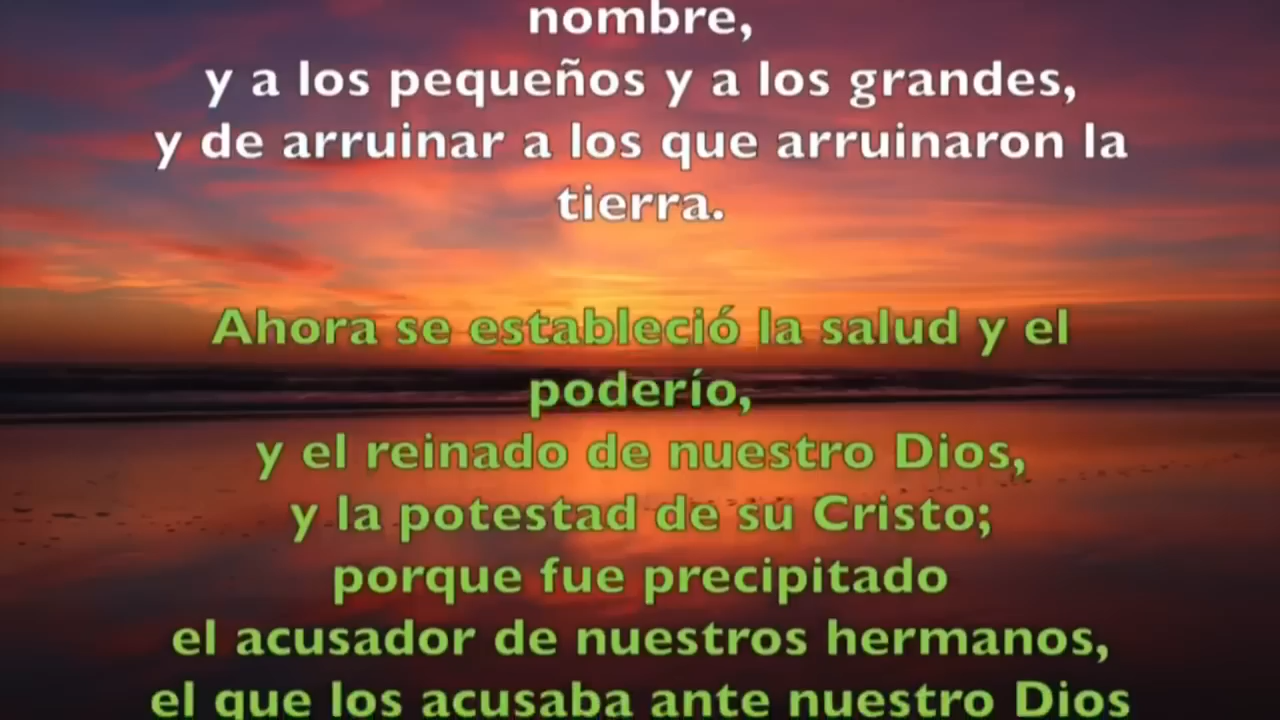 nombre,
y a los pequeños y a los grandes,
y de arruinar a los que arruinaron la
tierra.
Ahora se estableció la salud y el
poderío,
y el reinado de nuestro Dios,
y la potestad de su Cristo;
porque fue precipitado
el acusador de nuestros hermanos,
el que los acusaba ante nuestro Dios